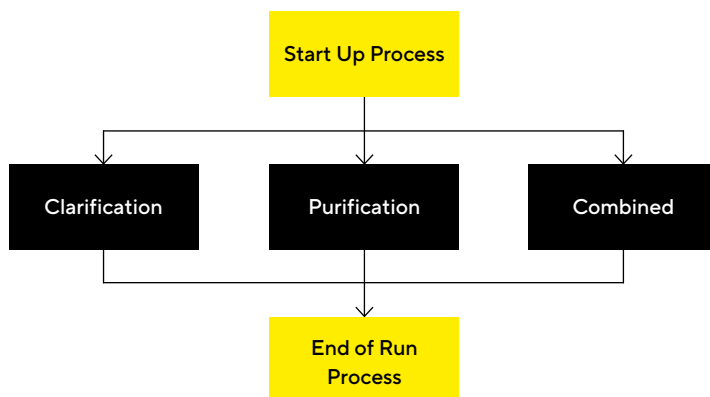 Start Up Process
Clarification
Purification
Combined
End of Run
Process